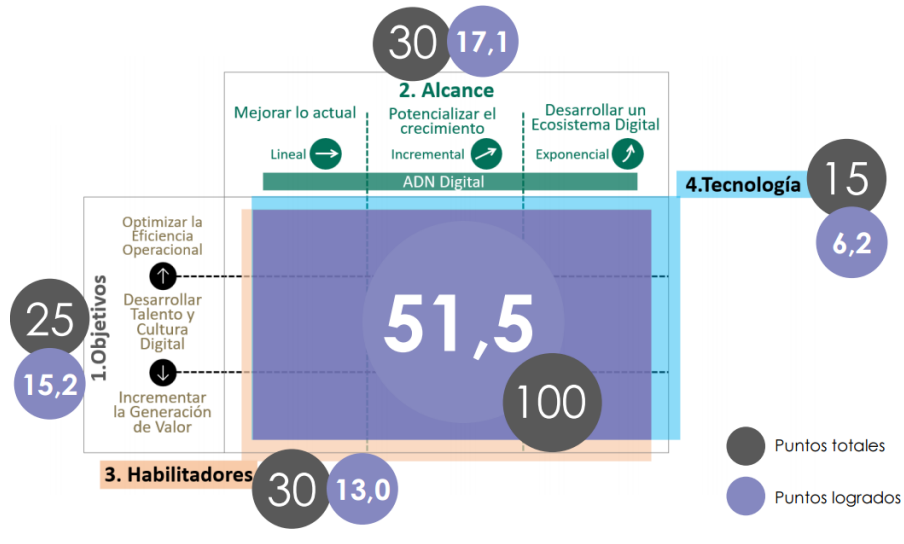 30
17,1
2. Alcance
Mejorar lo actual
Potencializar el
crecimiento
Desarrollar un
Ecosistema Digital
Lineal
Incremental
Exponencial
ADN Digital
4.Tecnología
15
6,2
1.Objetivos
25
15,2
Optimizar la
Eficiencia
Operacional
Desarrollar
Talento y
Cultura
Digital
Incrementar
la Generación
de Valor
51,5
100
3. Habilitadores
30
13,0
Puntos totales
Puntos logrados